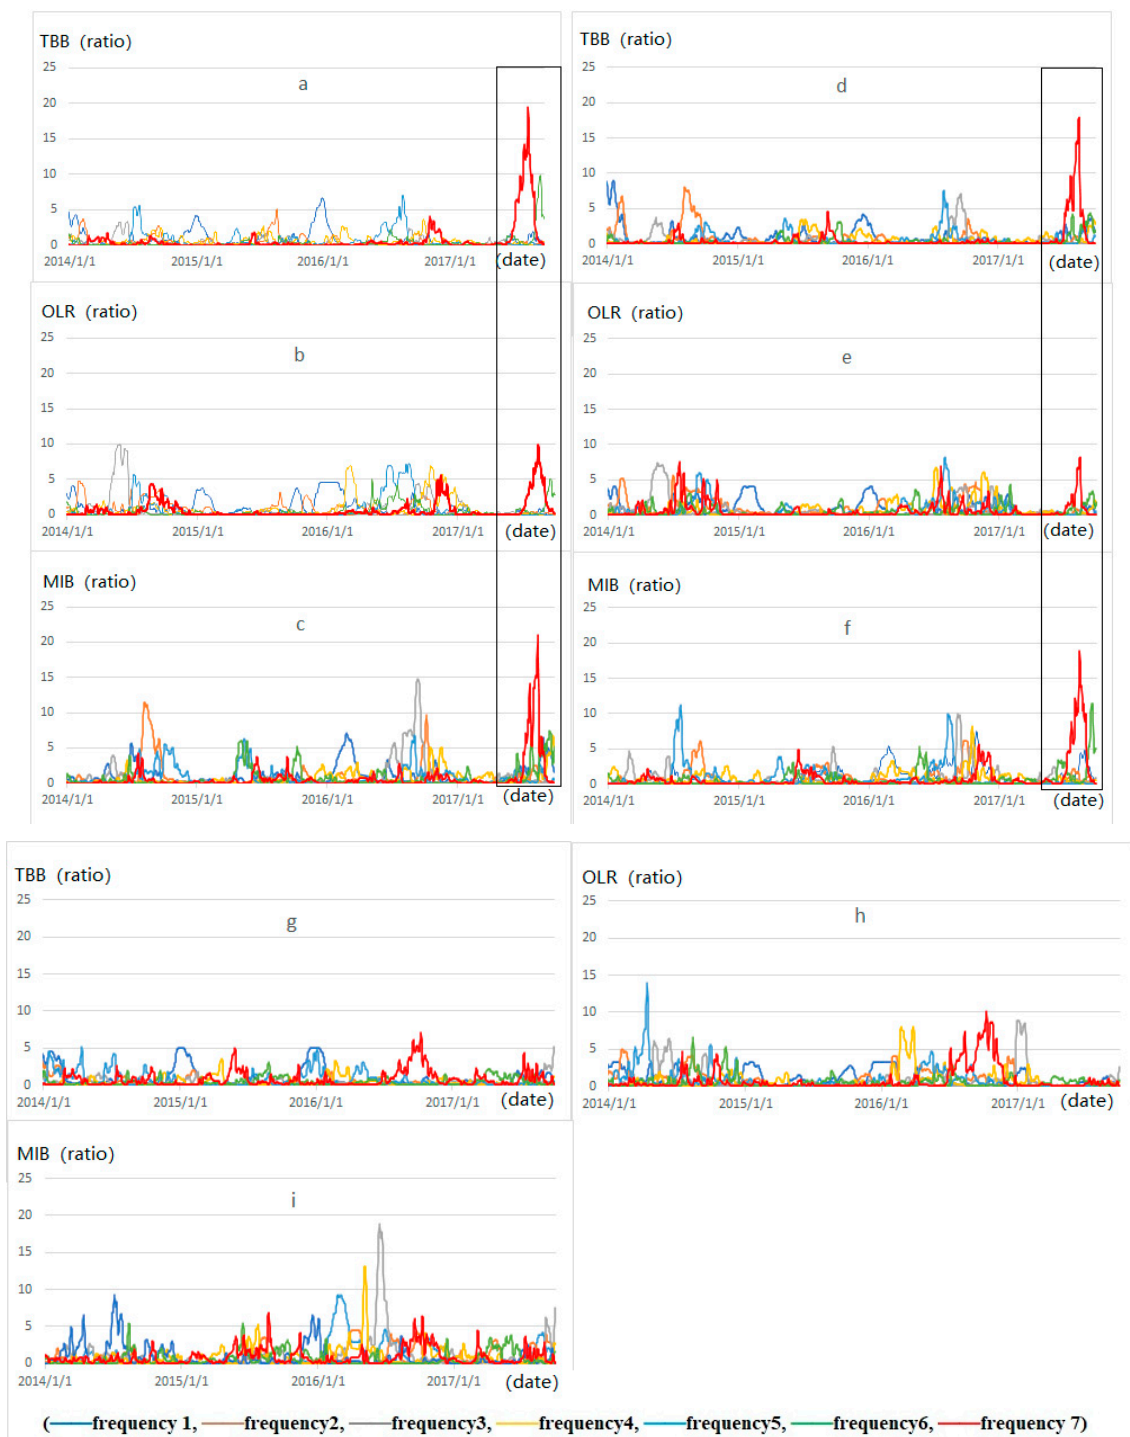 TBB (ratio)
25
20
15
10
5
0
a
2014/1/1 2015/1/1 2016/1/1 2017/1/1 (date)
TBB (ratio)
25
20
15
10
5
0
d
2014/1/1 2015/1/1 2016/1/1 2017/1/1 (date)
OLR (ratio)
25
20
15
10
5
0
b
2014/1/1 2015/1/1 2016/1/1 2017/1/1 (date)
OLR (ratio)
25
20
15
10
5
0
e
2014/1/1 2015/1/1 2016/1/1 2017/1/1 (date)
MIB (ratio)
25
20
15
10
5
0
c
2014/1/1 2015/1/1 2016/1/1 2017/1/1 (date)
MIB (ratio)
25
20
15
10
5
0
f
2014/1/1 2015/1/1 2016/1/1 2017/1/1 (date)
TBB (ratio)
25
20
15
10
5
0
g
2014/1/1 2015/1/1 2016/1/1 2017/1/1 (date)
OLR (ratio)
25
20
15
10
5
0
h
2014/1/1 2015/1/1 2016/1/1 2017/1/1 (date)
MIB (ratio)
25
20
15
10
5
0
i
2014/1/1 2015/1/1 2016/1/1 2017/1/1 (date)
(frequency 1, frequency2, frequency3, frequency4, frequency5, frequency6, frequency 7)